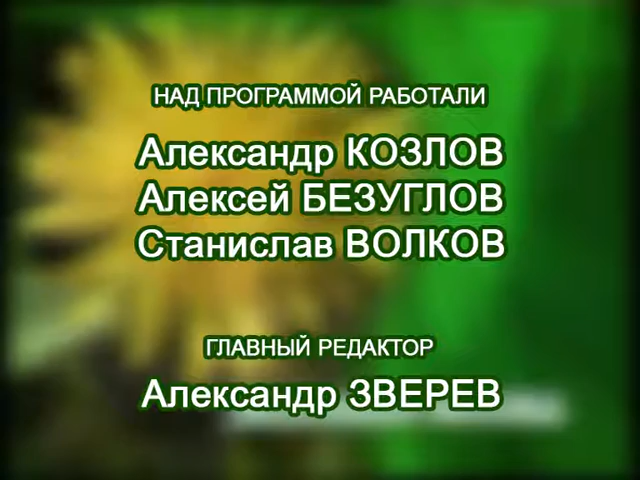 НАД ПРОГРАММОЙ РАБОТАЛИ
Александр КОЗЛОВ
Алексей БЕЗУГЛОВ
Станислав ВОЛКОВ
ГЛАВНЫЙ РЕДАКТОР
Александр ЗВЕРЕВ